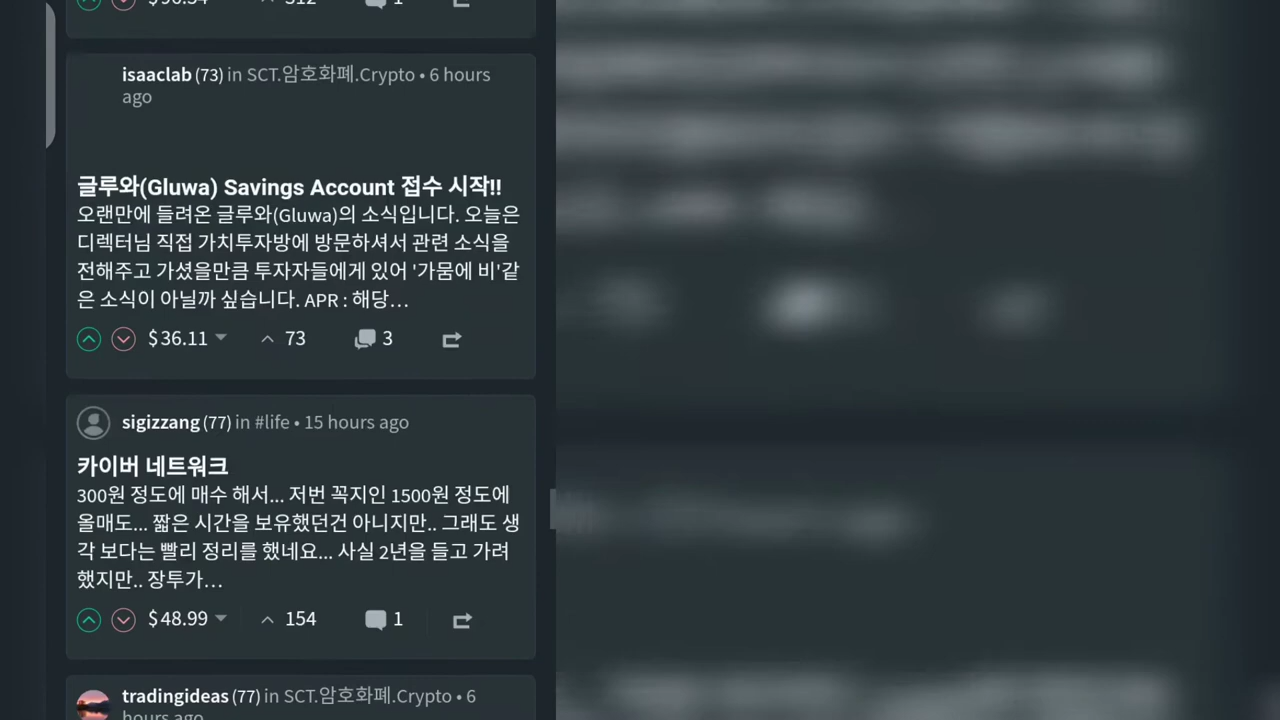 $96.54 312 1
isaaclab (73) in SCT.암호화폐.Crypto • 6 hours
ago
글루와(Gluwa) Savings Account 접수 시작!!
오랜만에 들려온 글루와(Gluwa)의 소식입니다. 오늘은
디렉터님 직접 가치투자방에 방문하셔서 관련 소식을
전해주고 가셨을만큼 투자자들에게 있어 '가뭄에 비'같
은 소식이 아닐까 싶습니다. APR : 해당…
$36.11 73 3
sigizzang (77) in #life • 15 hours ago
카이버 네트워크
300원 정도에 매수 해서... 저번 꼭지인 1500원 정도에
올매도... 짧은 시간을 보유했던건 아니지만.. 그래도 생
각 보다는 빨리 정리를 했네요... 사실 2년을 들고 가려
했지만.. 장투가…
$48.99 154 1
tradingideas (77) in SCT.암호화폐.Crypto • 6
hours ago